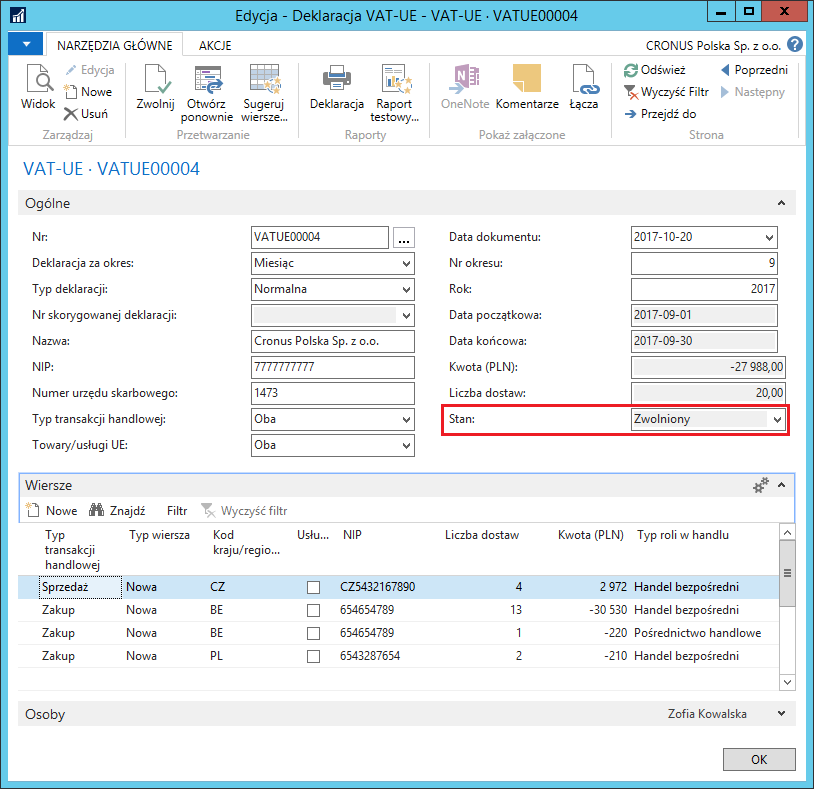 Edycja - Deklaracja VAT-UE - VAT-UE · VATUE00004
NARZĘDZIA GŁÓWNE AKCJE CRONUS Polska Sp. z o.o. ?
Widok
Edycja
Nowe
Usuń
Zarządzaj
Zwolnij
Otwórz ponownie
Sugeruj wiersze...
Przetwarzanie
Deklaracja
Raport testowy...
Raporty
OneNote
Komentarze
Łącza
Pokaż załączone
Odśwież
Wyczyść Filtr
Przejdź do
Poprzedni
Następny
Strona
VAT-UE · VATUE00004
Ogólne
Nr: VATUE00004 ...
Deklaracja za okres: Miesiąc
Typ deklaracji: Normalna
Nr skorygowanej deklaracji:
Nazwa: Cronus Polska Sp. z o.o.
NIP: 7777777777
Numer urzędu skarbowego: 1473
Typ transakcji handlowej: Oba
Towary/usługi UE: Oba
Data dokumentu: 2017-10-20
Nr okresu: 9
Rok: 2017
Data początkowa: 2017-09-01
Data końcowa: 2017-09-30
Kwota (PLN): -27 988,00
Liczba dostaw: 20,00
Stan: Zwolniony
Wiersze
Nowe Znajdź Filtr Wyczyść filtr
Typ transakcji handlowej Typ wiersza Kod kraju/regio... Usłu... NIP Liczba dostaw Kwota (PLN) Typ roli w handlu
Sprzedaż Nowa CZ CZ5432167890 4 2 972 Handel bezpośredni
Zakup Nowa BE 654654789 13 -30 530 Handel bezpośredni
Zakup Nowa BE 654654789 1 -220 Pośrednictwo handlowe
Zakup Nowa PL 6543287654 2 -210 Handel bezpośredni
Osoby Zofia Kowalska
OK